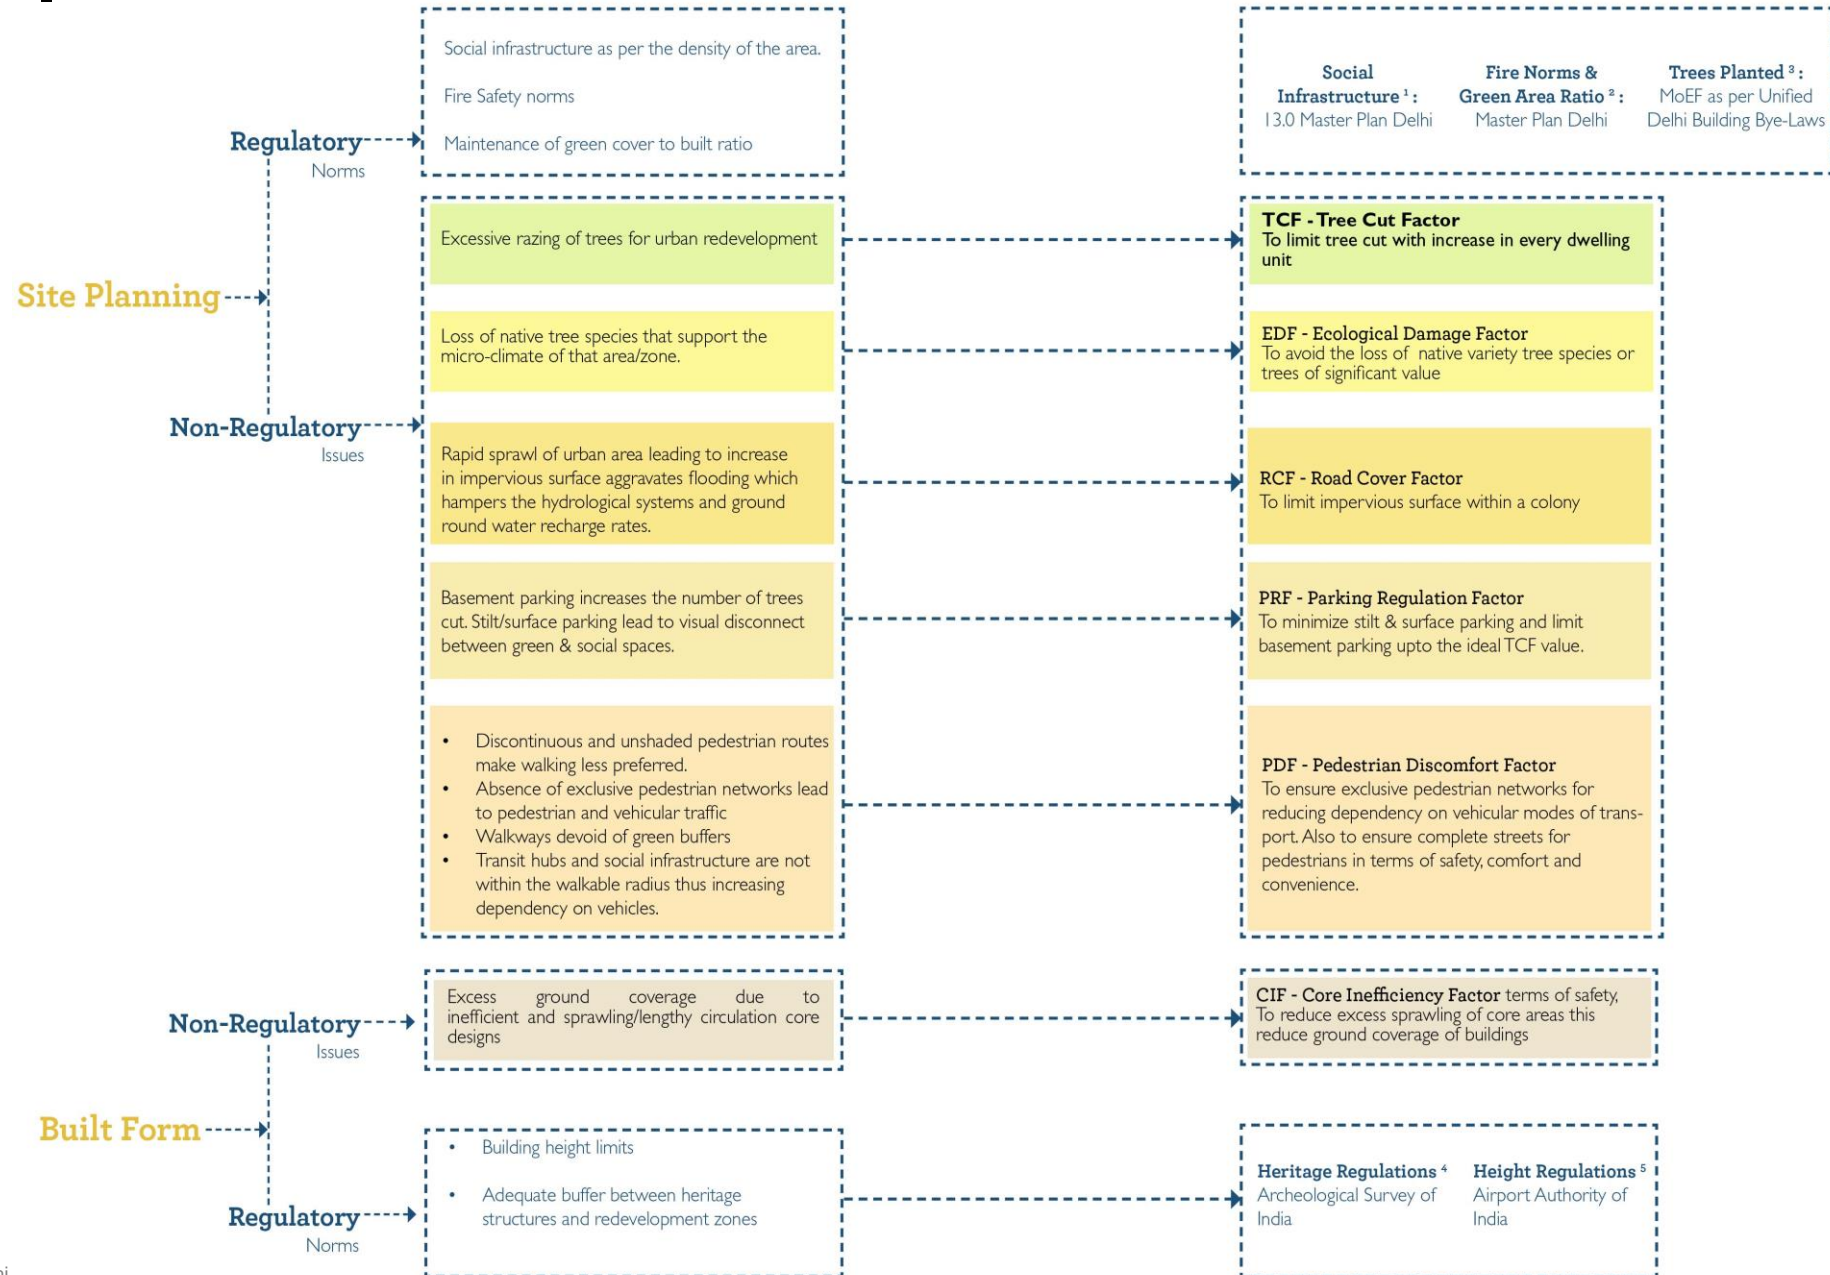 Site Planning
Regulatory
Norms
Social infrastructure as per the density of the area.
Fire Safety norms
Maintenance of green cover to built ratio
Social
Infrastructure ¹ :
13.0 Master Plan Delhi
Fire Norms &
Green Area Ratio ² :
Master Plan Delhi
Trees Planted ³ :
MoEF as per Unified
Delhi Building Bye-Laws
Non-Regulatory
Issues
Excessive razing of trees for urban redevelopment
TCF - Tree Cut Factor
To limit tree cut with increase in every dwelling
unit
Loss of native tree species that support the
micro-climate of that area/zone.
EDF - Ecological Damage Factor
To avoid the loss of native variety tree species or
trees of significant value
Rapid sprawl of urban area leading to increase
in impervious surface aggravates flooding which
hampers the hydrological systems and ground
round water recharge rates.
RCF - Road Cover Factor
To limit impervious surface within a colony
Basement parking increases the number of trees
cut. Stilt/surface parking lead to visual disconnect
between green & social spaces.
PRF - Parking Regulation Factor
To minimize stilt & surface parking and limit
basement parking upto the ideal TCF value.
• Discontinuous and unshaded pedestrian routes
make walking less preferred.
• Absence of exclusive pedestrian networks lead
to pedestrian and vehicular traffic
• Walkways devoid of green buffers
• Transit hubs and social infrastructure are not
within the walkable radius thus increasing
dependency on vehicles.
PDF - Pedestrian Discomfort Factor
To ensure exclusive pedestrian networks for
reducing dependency on vehicular modes of trans-
port. Also to ensure complete streets for
pedestrians in terms of safety, comfort and
convenience.
Built Form
Non-Regulatory
Issues
Excess ground coverage due to
inefficient and sprawling/lengthy circulation core
designs
CIF - Core Inefficiency Factor terms of safety,
To reduce excess sprawling of core areas this
reduce ground coverage of buildings
Regulatory
Norms
• Building height limits
• Adequate buffer between heritage
structures and redevelopment zones
Heritage Regulations ⁴
Archeological Survey of
India
Height Regulations ⁵
Airport Authority of
India